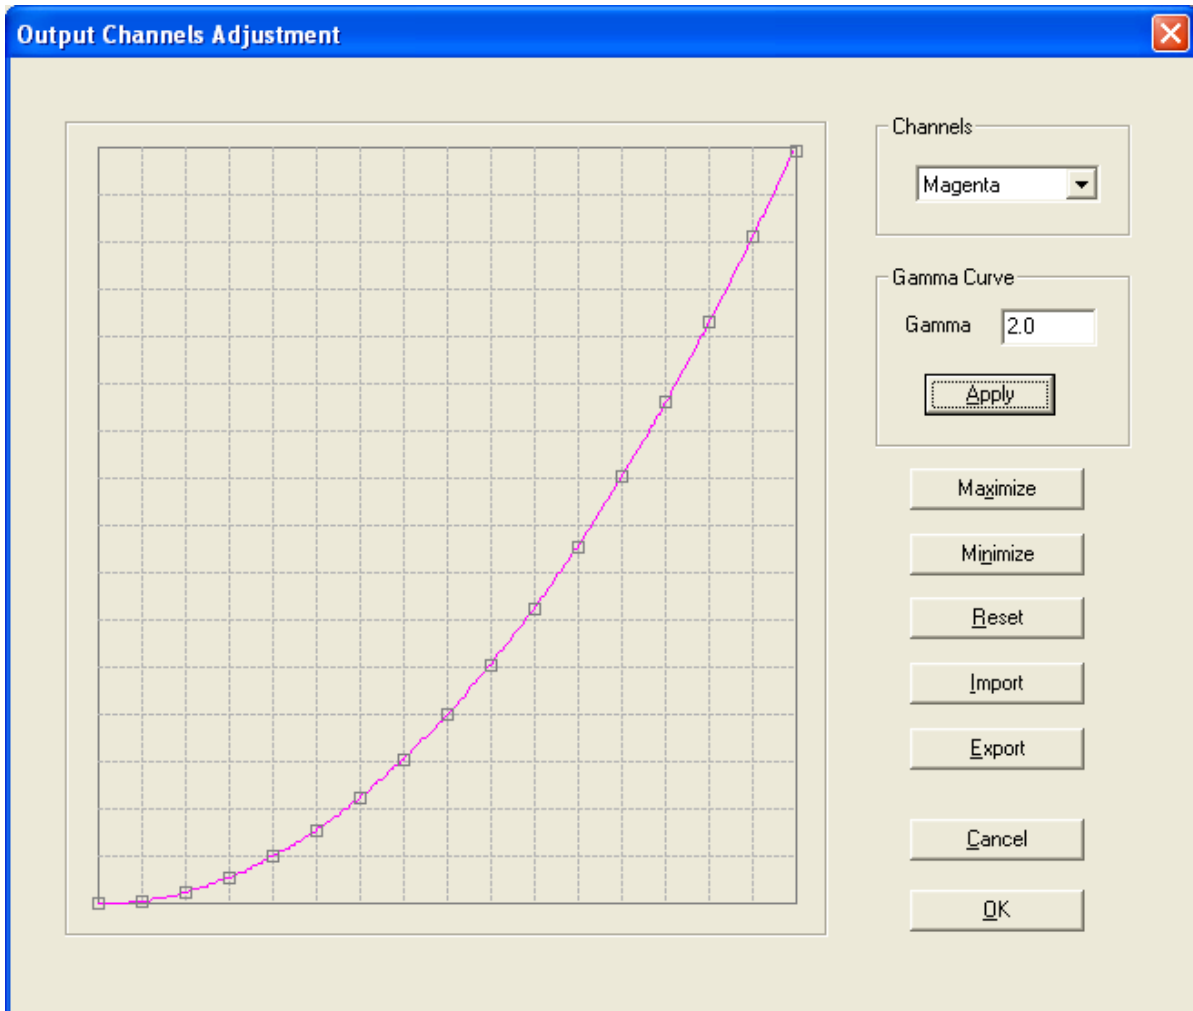 Output Channels Adjustment
Channels
Magenta
Gamma Curve
Gamma 2.0
Apply
Maximize
Minimize
Reset
Import
Export
Cancel
OK